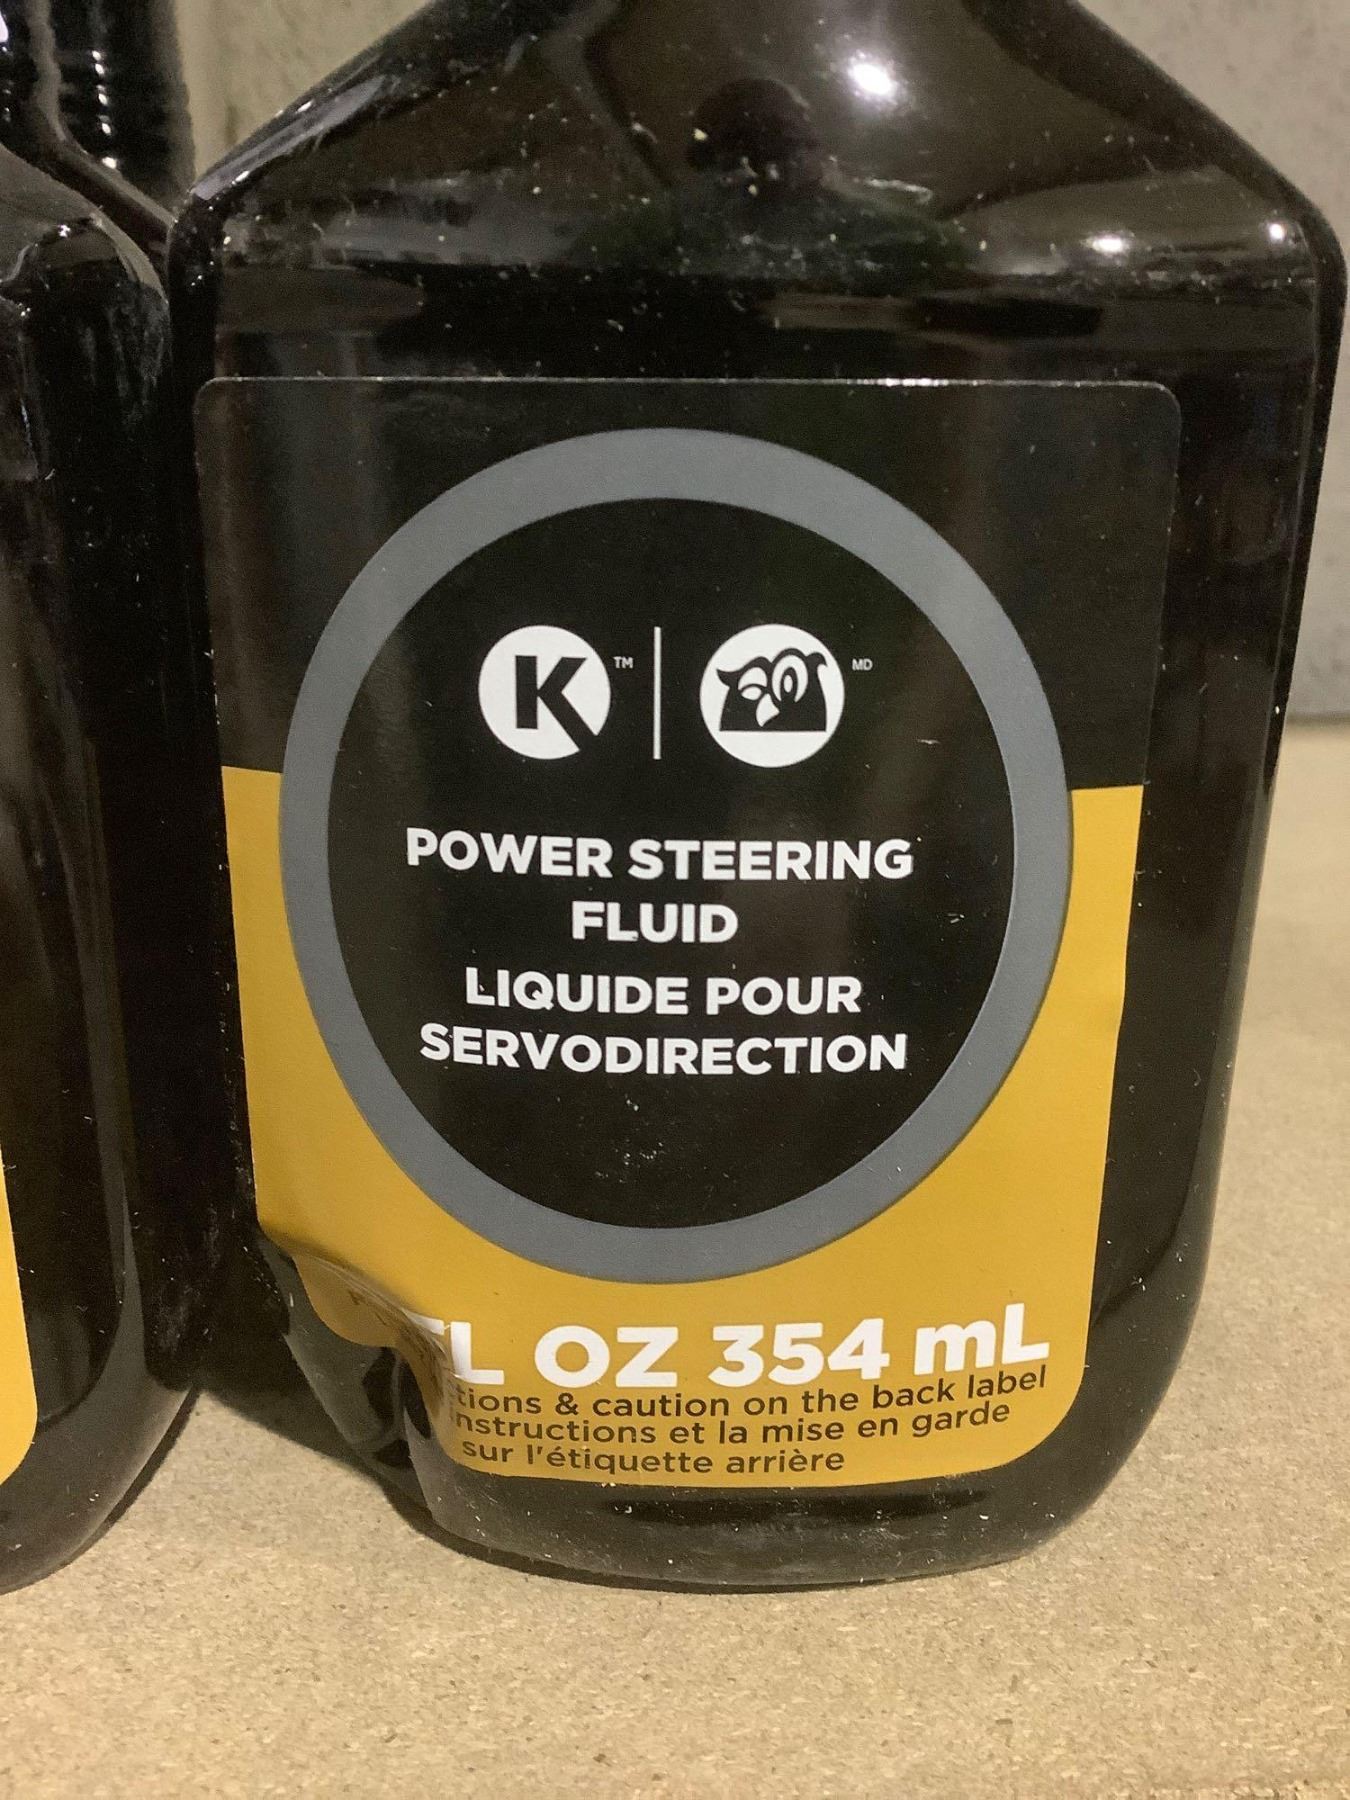 K™ MD
POWER STEERING
FLUID
LIQUIDE POUR
SERVODIRECTION
L OZ 354 mL
tions & caution on the back label
nstructions et la mise en garde
sur l'étiquette arrière